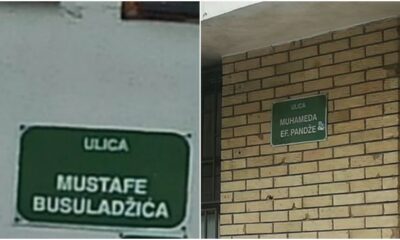 ULICA
MUSTAFE
BUSULADŽIĆA
ULICA
MUHAMEDA
EF. PANDŽE